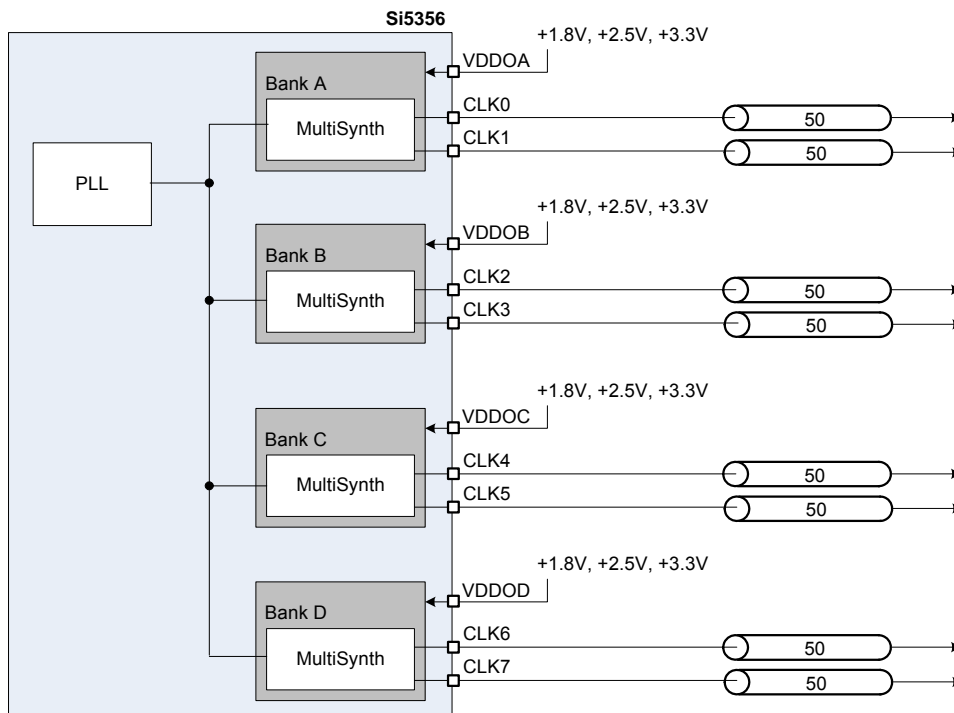 Si5356
+1.8V, +2.5V, +3.3V
VDDOA
Bank A
CLK0
MultiSynth
50
CLK1
50
PLL
+1.8V, +2.5V, +3.3V
VDDOB
Bank B
CLK2
MultiSynth
50
CLK3
50
+1.8V, +2.5V, +3.3V
VDDOC
Bank C
CLK4
MultiSynth
50
CLK5
50
+1.8V, +2.5V, +3.3V
VDDOD
Bank D
CLK6
MultiSynth
50
CLK7
50